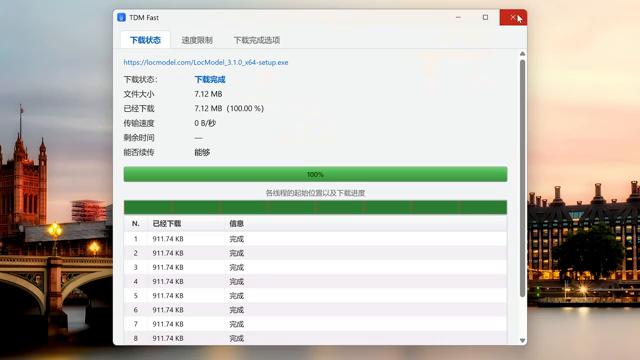 TDM Fast
下载状态 速度限制 下载完成选项
https://locmodel.com/LocModel_3.1.0_x64-setup.exe
下载状态: 下载完成
文件大小 7.12 MB
已经下载 7.12 MB（100.00 %）
传输速度 0 B/秒
剩余时间 —
能否续传 能够
100%
各线程的起始位置以及下载进度
N. 已经下载 信息
1 911.74 KB 完成
2 911.74 KB 完成
3 911.74 KB 完成
4 911.74 KB 完成
5 911.74 KB 完成
6 911.74 KB 完成
7 911.74 KB 完成
8 911.74 KB 完成